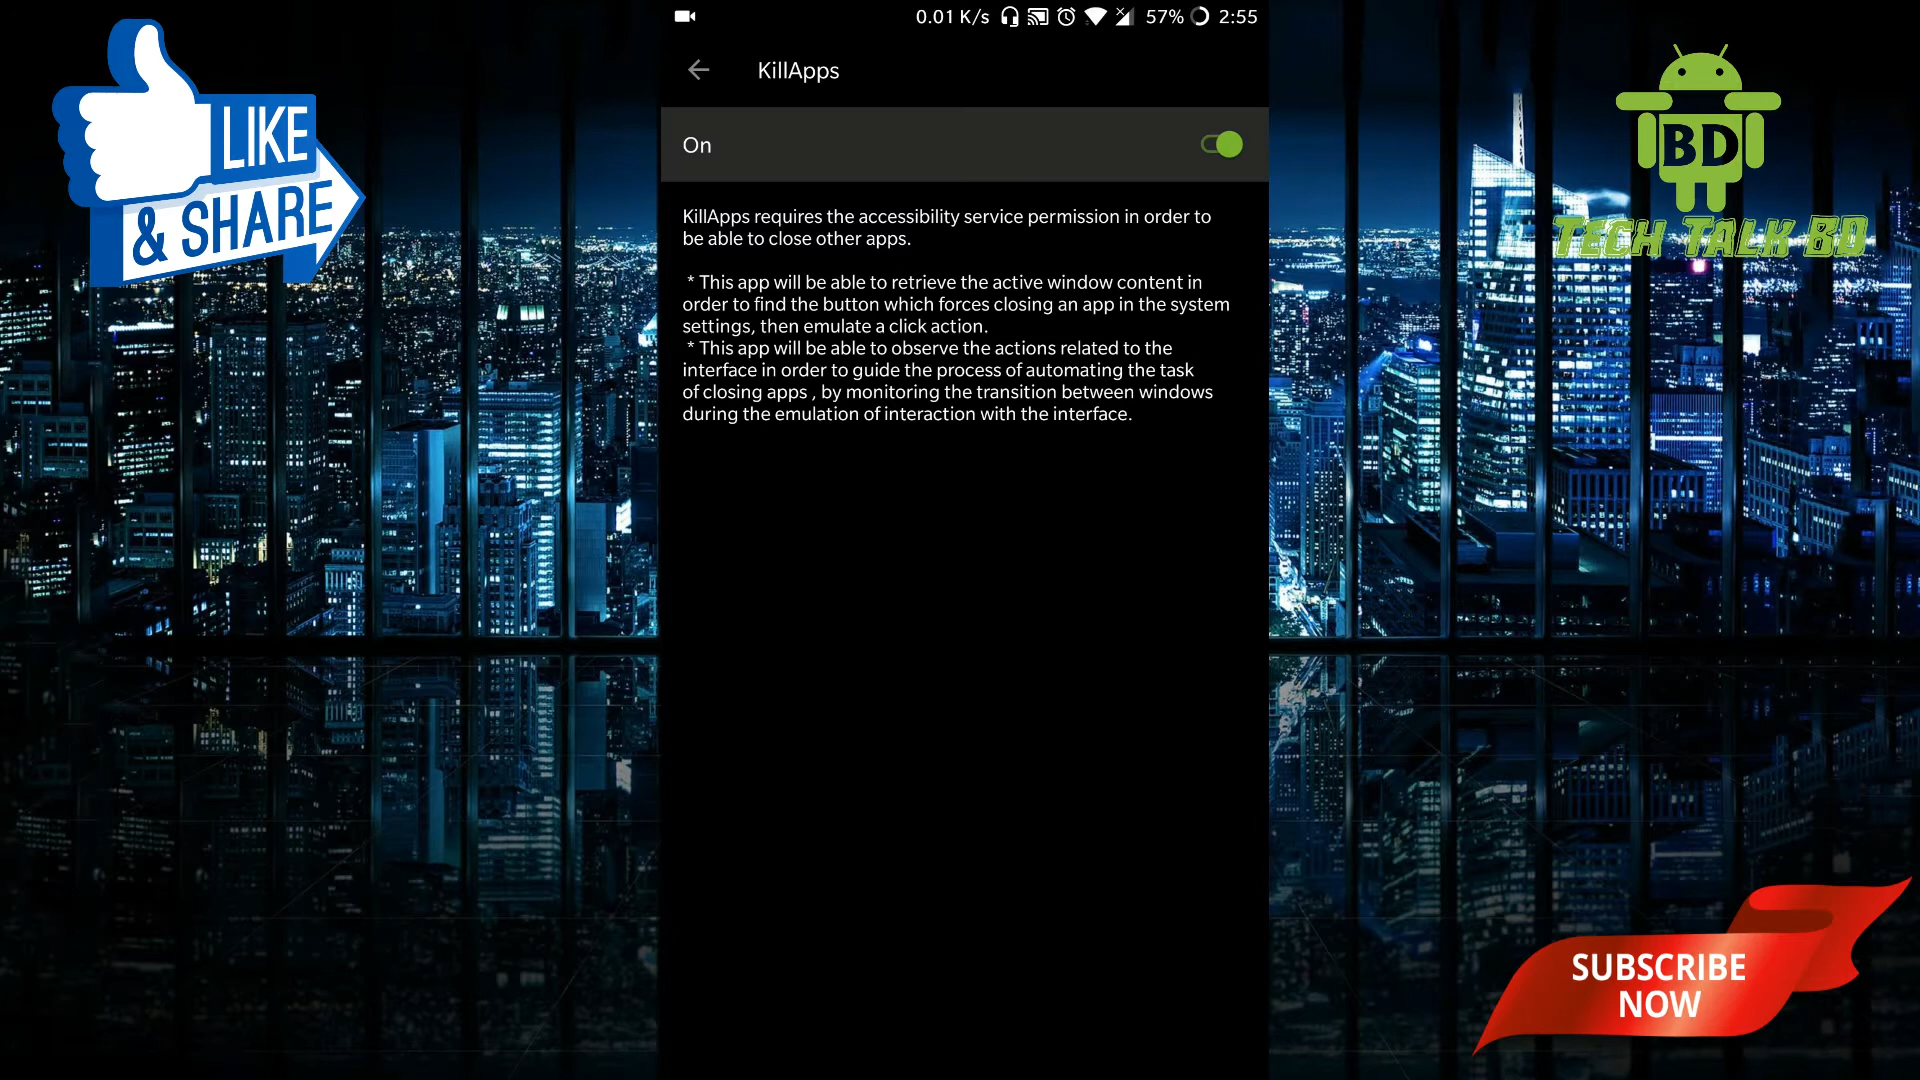 0.01 K/s 57% 2:55
KillApps
On
KillApps requires the accessibility service permission in order to
be able to close other apps.
* This app will be able to retrieve the active window content in
order to find the button which forces closing an app in the system
settings, then emulate a click action.
* This app will be able to observe the actions related to the
interface in order to guide the process of automating the task
of closing apps , by monitoring the transition between windows
during the emulation of interaction with the interface.
LIKE
& SHARE
BD
TECH TALK BD
SUBSCRIBE
NOW